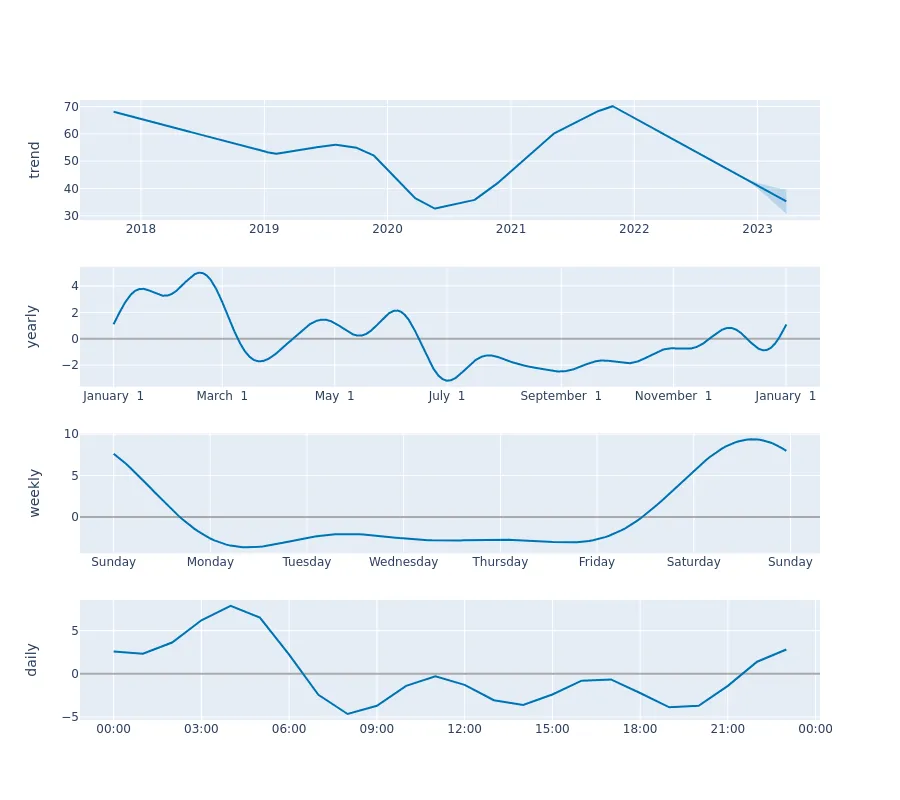 trend
70
60
50
40
30
2018 2019 2020 2021 2022 2023
yearly
4
2
0
−2
January 1 March 1 May 1 July 1 September 1 November 1 January 1
weekly
10
5
0
Sunday Monday Tuesday Wednesday Thursday Friday Saturday Sunday
daily
5
0
−5
00:00 03:00 06:00 09:00 12:00 15:00 18:00 21:00 00:00